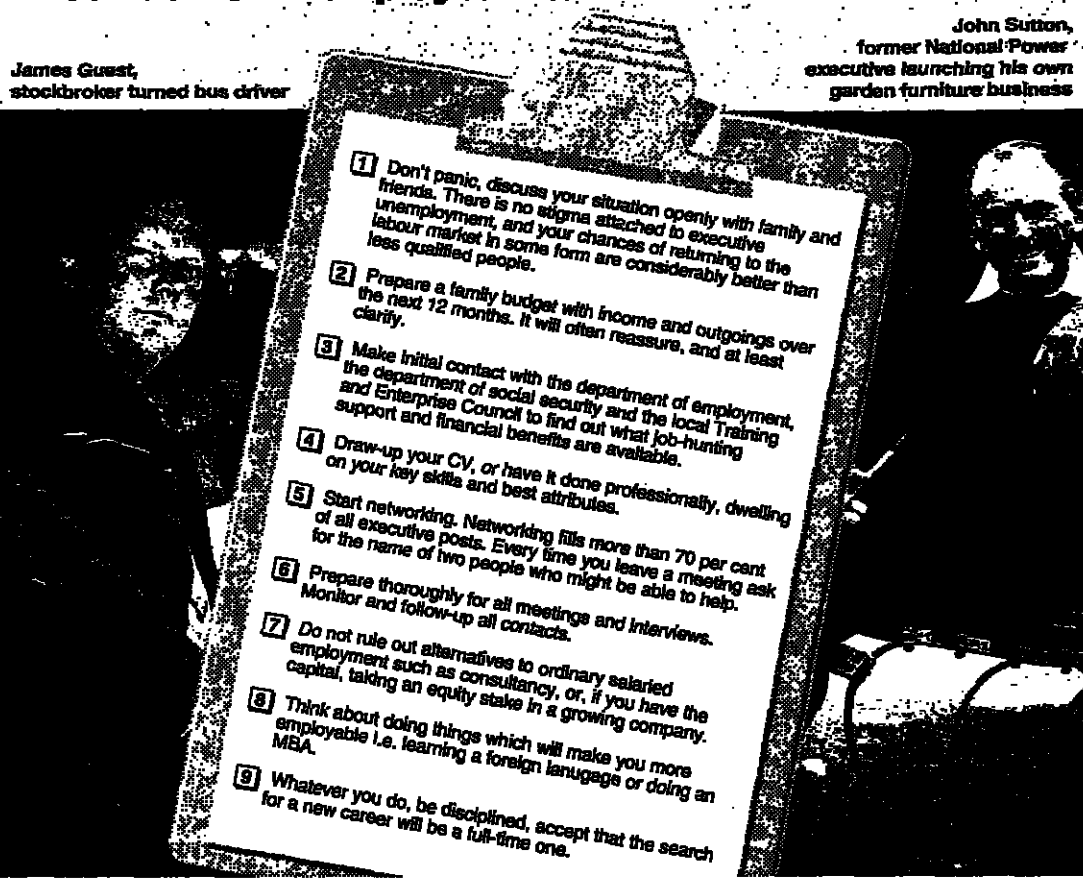 James Guest,
stockbroker turned bus driver
John Sutton,
former National Power
executive launching his own
garden furniture business
1 Don't panic, discuss your situation openly with family and
friends. There is no stigma attached to executive
unemployment, and your chances of returning to the
labour market in some form are considerably better than
less qualified people.
2 Prepare a family budget with income and outgoings over
the next 12 months. It will often reassure, and at least
clarify.
3 Make initial contact with the department of employment,
the department of social security and the local Training
and Enterprise Council to find out what job-hunting
support and financial benefits are available.
4 Draw-up your CV, or have it done professionally, dwelling
on your key skills and best attributes.
5 Start networking. Networking fills more than 70 per cent
of all executive posts. Every time you leave a meeting ask
for the name of two people who might be able to help.
6 Prepare thoroughly for all meetings and interviews.
Monitor and follow-up all contacts.
7 Do not rule out alternatives to ordinary salaried
employment such as consultancy, or, if you have the
capital, taking an equity stake in a growing company.
8 Think about doing things which will make you more
employable i.e. learning a foreign lanugage or doing an
MBA.
9 Whatever you do, be disciplined, accept that the search
for a new career will be a full-time one.